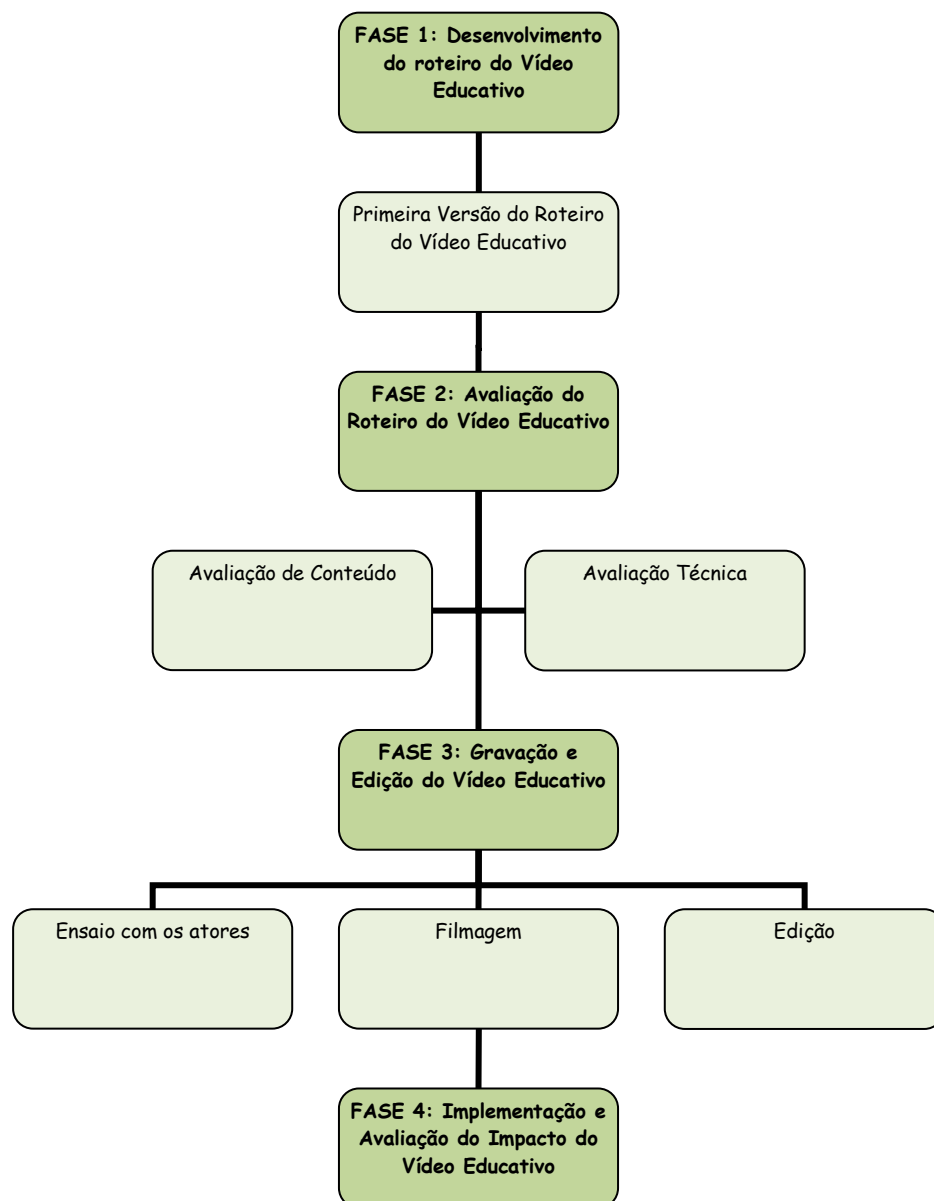 FASE 1: Desenvolvimento
do roteiro do Vídeo
Educativo
Primeira Versão do Roteiro
do Vídeo Educativo
FASE 2: Avaliação do
Roteiro do Vídeo Educativo
Avaliação de Conteúdo
Avaliação Técnica
FASE 3: Gravação e
Edição do Vídeo Educativo
Ensaio com os atores
Filmagem
Edição
FASE 4: Implementação e
Avaliação do Impacto do
Vídeo Educativo